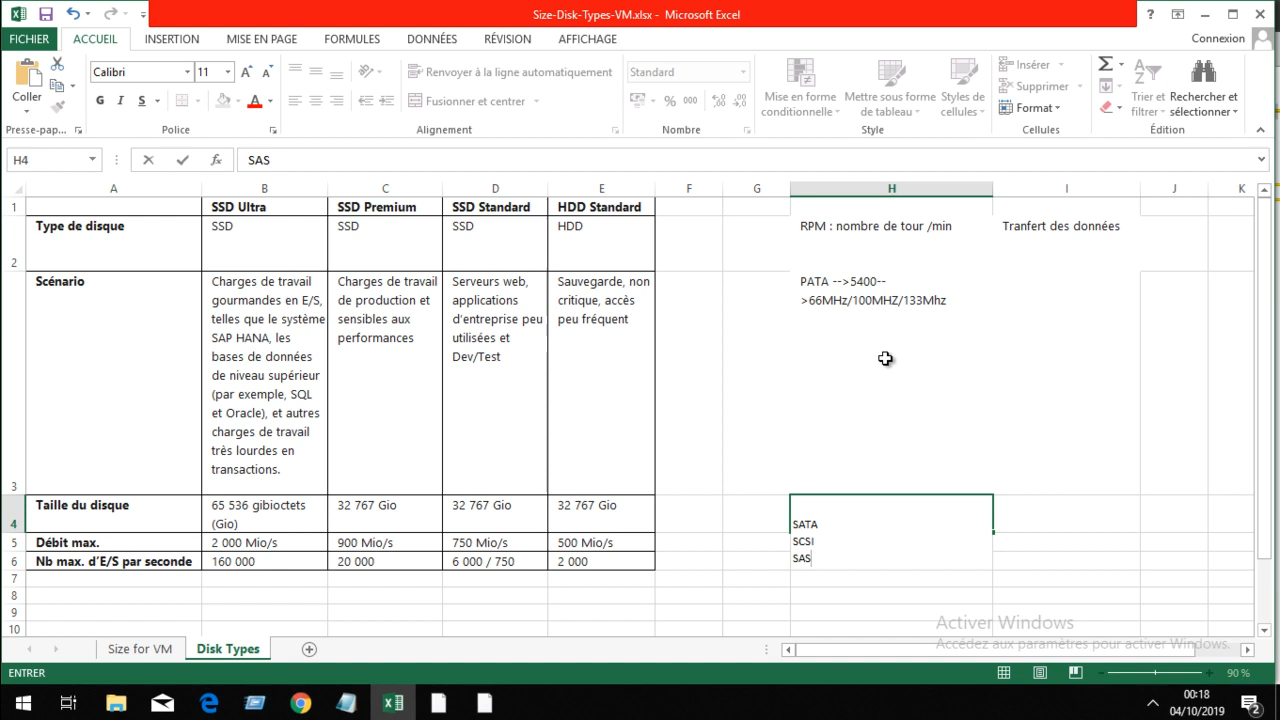 Size-Disk-Types-VM.xlsx - Microsoft Excel
FICHIER ACCUEIL INSERTION MISE EN PAGE FORMULES DONNÉES RÉVISION AFFICHAGE Connexion
Coller
Presse-pap...
Calibri 11
G I S
Police
Renvoyer à la ligne automatiquement
Fusionner et centrer
Alignement
Standard
% 000
Nombre
Mise en forme conditionnelle
Mettre sous forme de tableau
Styles de cellules
Style
Insérer
Supprimer
Format
Cellules
Trier et filtrer
Rechercher et sélectionner
Édition
H4 fx SAS
A B C D E F G H I J K
1 SSD Ultra SSD Premium SSD Standard HDD Standard
2 Type de disque SSD SSD SSD HDD RPM : nombre de tour /min Tranfert des données
3 Scénario
Charges de travail
gourmandes en E/S,
telles que le système
SAP HANA, les
bases de données
de niveau supérieur
(par exemple, SQL
et Oracle), et autres
charges de travail
très lourdes en
transactions.
Charges de travail
de production et
sensibles aux
performances
Serveurs web,
applications
d'entreprise peu
utilisées et
Dev/Test
Sauvegarde, non
critique, accès
peu fréquent
PATA -->5400--
>66MHz/100MHZ/133Mhz
4 Taille du disque 65 536 gibioctets
(Gio)
32 767 Gio 32 767 Gio 32 767 Gio
SATA
SCSI
SAS
5 Débit max. 2 000 Mio/s 900 Mio/s 750 Mio/s 500 Mio/s
6 Nb max. d'E/S par seconde 160 000 20 000 6 000 / 750 2 000
7
8
9
10
Activer Windows
Accédez aux paramètres pour activer Windows.
Size for VM Disk Types
ENTRER 90 %
00:18
04/10/2019
2